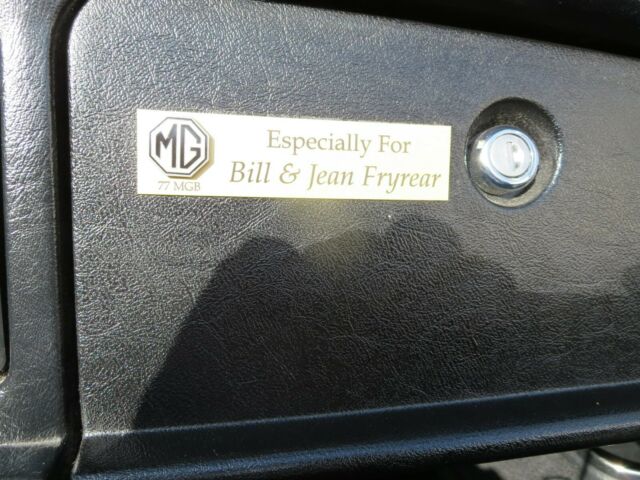 MG
77 MGB
Especially For
Bill & Jean Fryrear